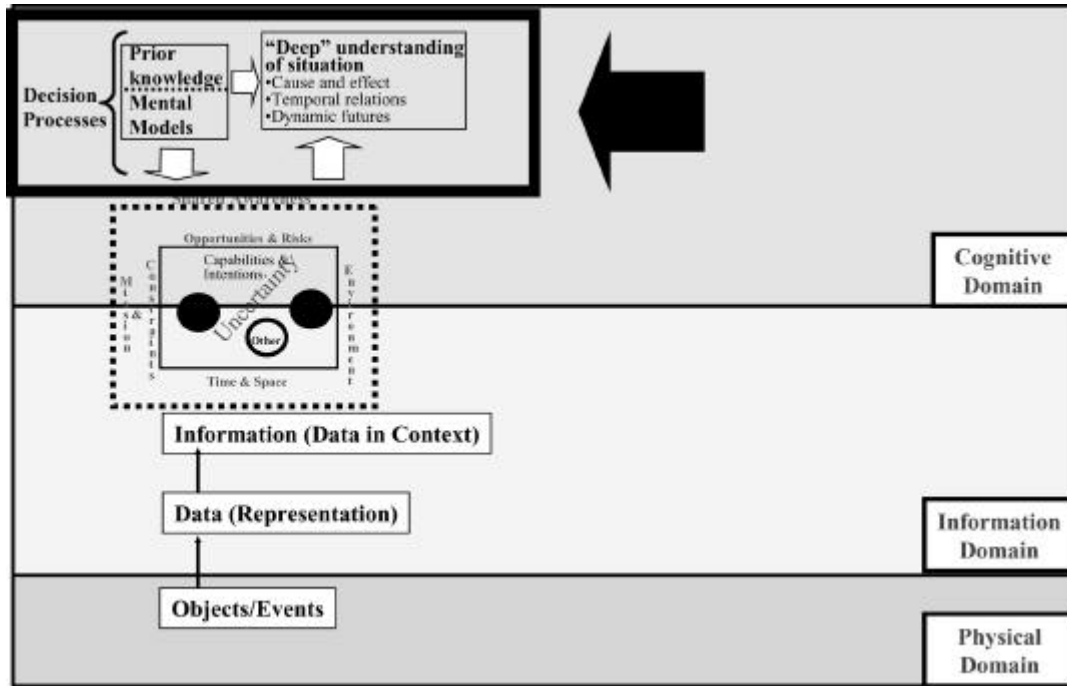 Prior
knowledge
Mental
Models
Decision
Processes
“Deep” understanding
of situation
•Cause and effect
•Temporal relations
•Dynamic futures
Shared Awareness
Opportunities & Risks
Capabilities &
Intentions
Uncertainty
Other
Mission
&
Constraints
Environment
Time & Space
Cognitive
Domain
Information (Data in Context)
Data (Representation)
Information
Domain
Objects/Events
Physical
Domain